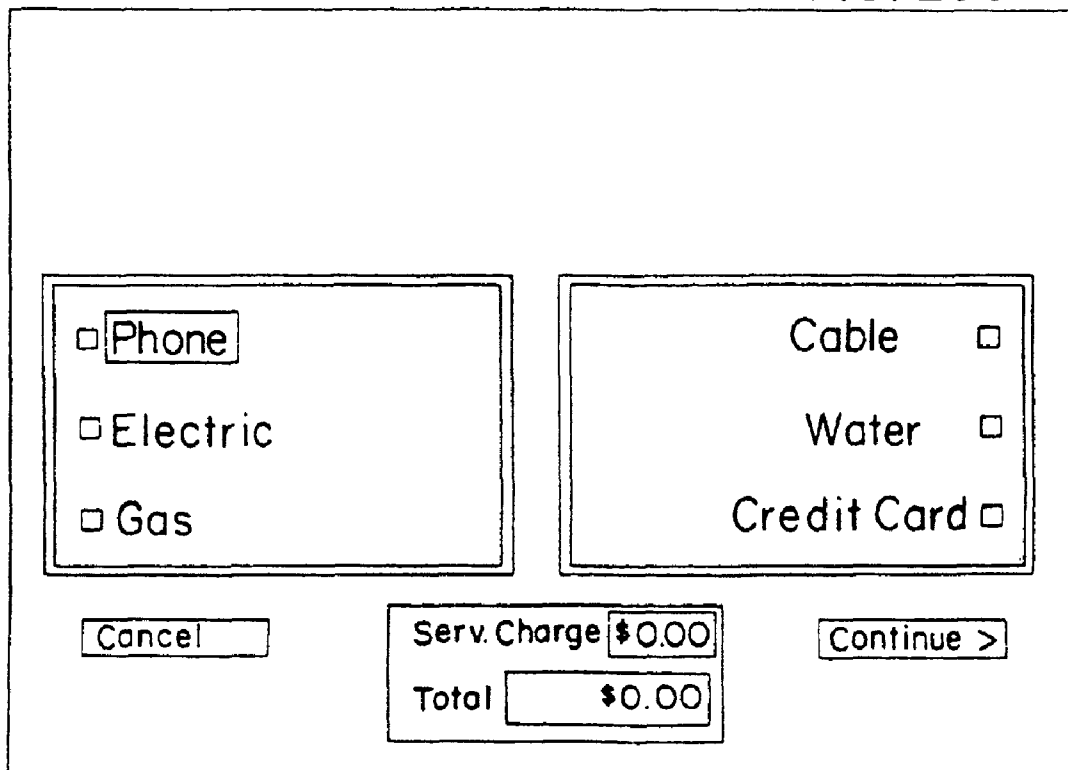 Phone
Electric
Gas
Cable
Water
Credit Card
Cancel
Serv. Charge $0.00
Total $0.00
Continue >